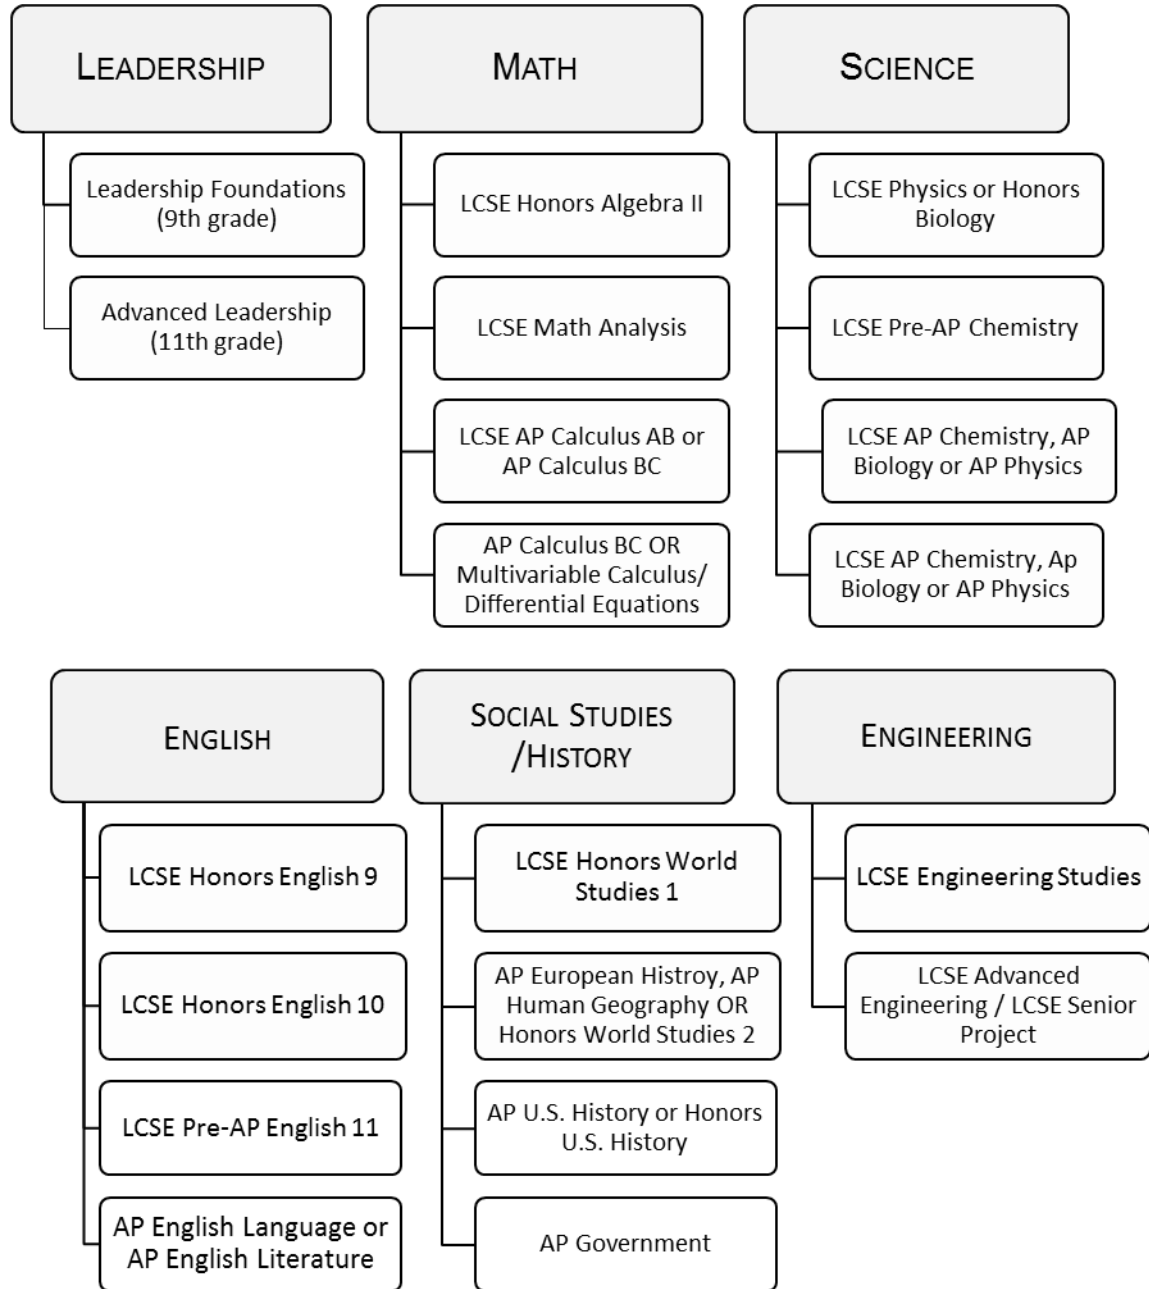 LEADERSHIP
Leadership Foundations
(9th grade)
Advanced Leadership
(11th grade)
MATH
LCSE Honors Algebra II
LCSE Math Analysis
LCSE AP Calculus AB or
AP Calculus BC
AP Calculus BC OR
Multivariable Calculus/
Differential Equations
SCIENCE
LCSE Physics or Honors
Biology
LCSE Pre-AP Chemistry
LCSE AP Chemistry, AP
Biology or AP Physics
LCSE AP Chemistry, Ap
Biology or AP Physics
ENGLISH
LCSE Honors English 9
LCSE Honors English 10
LCSE Pre-AP English 11
AP English Language or
AP English Literature
SOCIAL STUDIES
/HISTORY
LCSE Honors World
Studies 1
AP European Histroy, AP
Human Geography OR
Honors World Studies 2
AP U.S. History or Honors
U.S. History
AP Government
ENGINEERING
LCSE Engineering Studies
LCSE Advanced
Engineering / LCSE Senior
Project